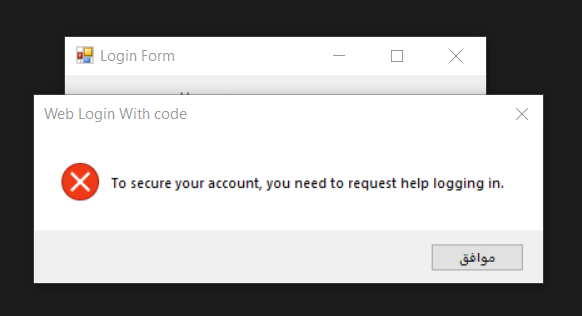 Login Form
Web Login With code
To secure your account, you need to request help logging in.
موافق